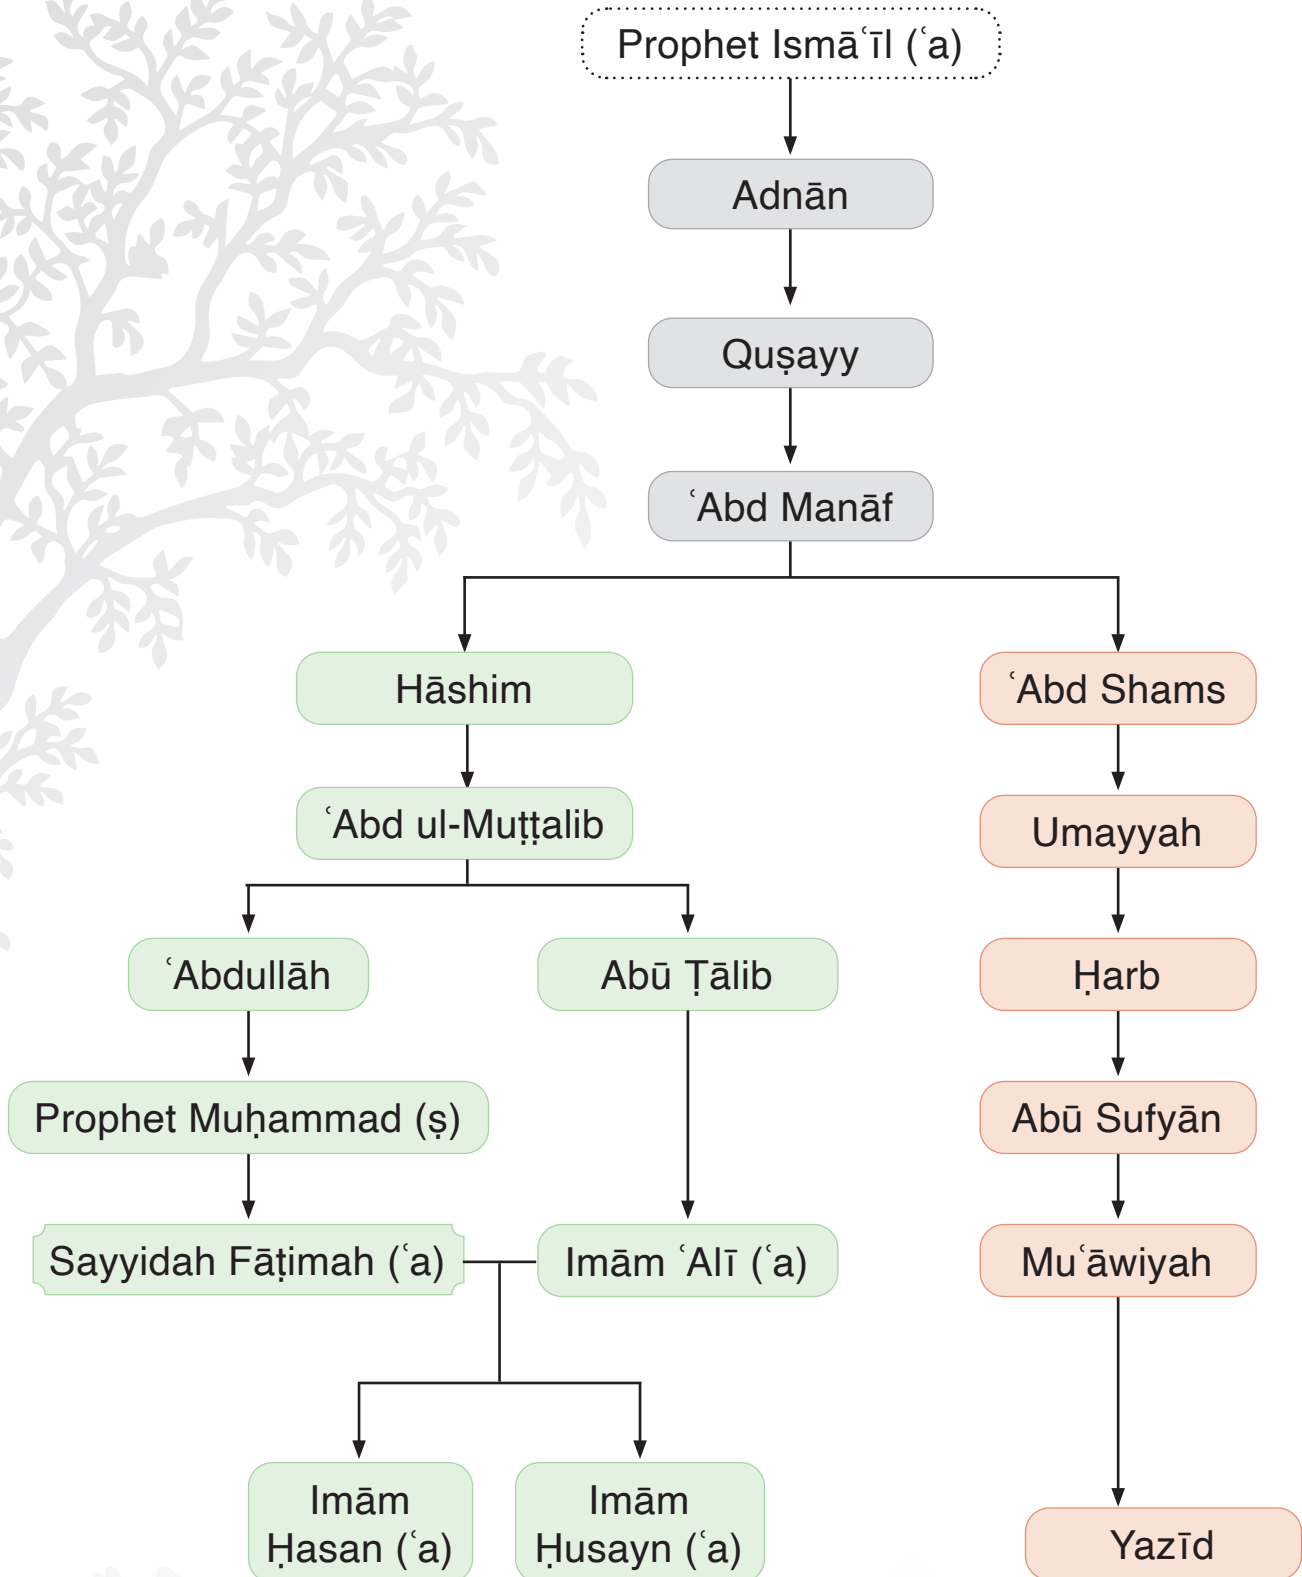 Prophet Ismāʿīl (ʿa)
Adnān
Quṣayy
ʿAbd Manāf
Hāshim
ʿAbd Shams
ʿAbd ul-Muṭṭalib
Umayyah
ʿAbdullāh
Abū Ṭālib
Ḥarb
Prophet Muḥammad (ṣ)
Abū Sufyān
Sayyidah Fāṭimah (ʿa)
Imām ʿAlī (ʿa)
Muʿāwiyah
Imām
Ḥasan (ʿa)
Imām
Ḥusayn (ʿa)
Yazīd